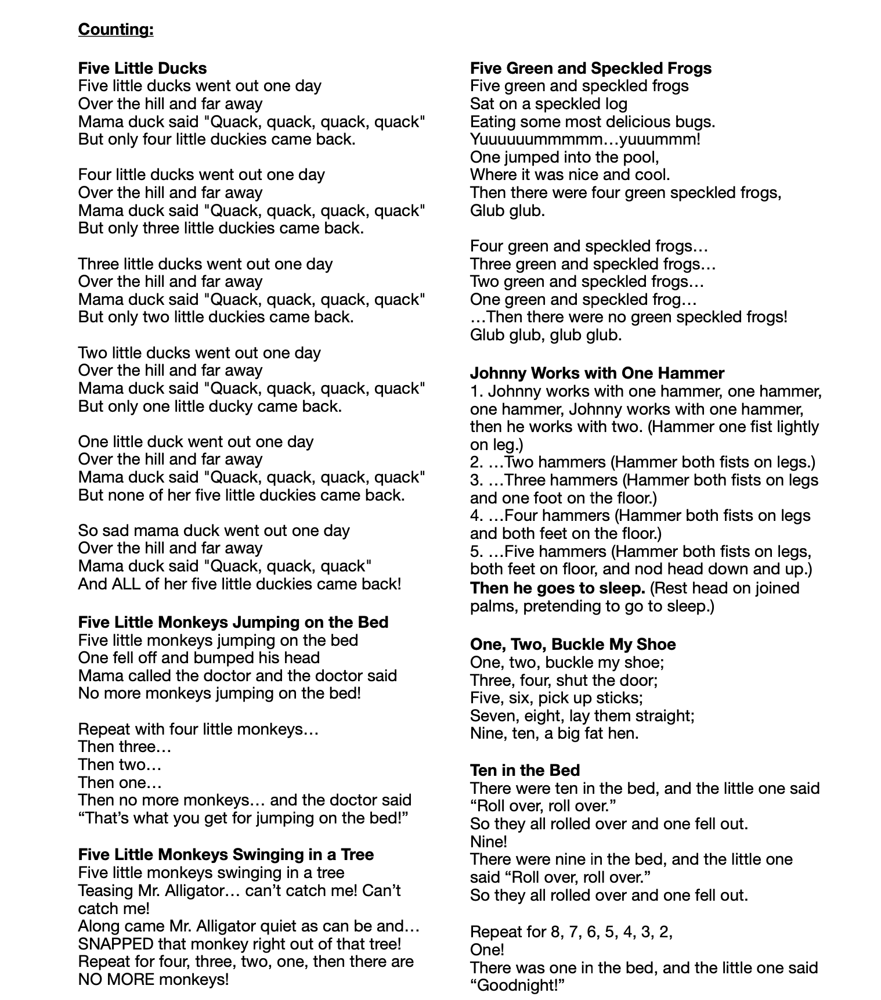 Counting:
Five Little Ducks
Five little ducks went out one day
Over the hill and far away
Mama duck said "Quack, quack, quack, quack"
But only four little duckies came back.
Four little ducks went out one day
Over the hill and far away
Mama duck said "Quack, quack, quack, quack"
But only three little duckies came back.
Three little ducks went out one day
Over the hill and far away
Mama duck said "Quack, quack, quack, quack"
But only two little duckies came back.
Two little ducks went out one day
Over the hill and far away
Mama duck said "Quack, quack, quack, quack"
But only one little ducky came back.
One little duck went out one day
Over the hill and far away
Mama duck said "Quack, quack, quack, quack"
But none of her five little duckies came back.
So sad mama duck went out one day
Over the hill and far away
Mama duck said "Quack, quack, quack"
And ALL of her five little duckies came back!
Five Little Monkeys Jumping on the Bed
Five little monkeys jumping on the bed
One fell off and bumped his head
Mama called the doctor and the doctor said
No more monkeys jumping on the bed!
Repeat with four little monkeys…
Then three…
Then two…
Then one…
Then no more monkeys… and the doctor said
“That’s what you get for jumping on the bed!”
Five Little Monkeys Swinging in a Tree
Five little monkeys swinging in a tree
Teasing Mr. Alligator… can’t catch me! Can’t
catch me!
Along came Mr. Alligator quiet as can be and…
SNAPPED that monkey right out of that tree!
Repeat for four, three, two, one, then there are
NO MORE monkeys!
Five Green and Speckled Frogs
Five green and speckled frogs
Sat on a speckled log
Eating some most delicious bugs.
Yuuuuuummmmm…yuuummm!
One jumped into the pool,
Where it was nice and cool.
Then there were four green speckled frogs,
Glub glub.
Four green and speckled frogs…
Three green and speckled frogs…
Two green and speckled frogs…
One green and speckled frog…
…Then there were no green speckled frogs!
Glub glub, glub glub.
Johnny Works with One Hammer
1. Johnny works with one hammer, one hammer,
one hammer, Johnny works with one hammer,
then he works with two. (Hammer one fist lightly
on leg.)
2. …Two hammers (Hammer both fists on legs.)
3. …Three hammers (Hammer both fists on legs
and one foot on the floor.)
4. …Four hammers (Hammer both fists on legs
and both feet on the floor.)
5. …Five hammers (Hammer both fists on legs,
both feet on floor, and nod head down and up.)
Then he goes to sleep. (Rest head on joined
palms, pretending to go to sleep.)
One, Two, Buckle My Shoe
One, two, buckle my shoe;
Three, four, shut the door;
Five, six, pick up sticks;
Seven, eight, lay them straight;
Nine, ten, a big fat hen.
Ten in the Bed
There were ten in the bed, and the little one said
“Roll over, roll over.”
So they all rolled over and one fell out.
Nine!
There were nine in the bed, and the little one
said “Roll over, roll over.”
So they all rolled over and one fell out.
Repeat for 8, 7, 6, 5, 4, 3, 2,
One!
There was one in the bed, and the little one said
“Goodnight!”